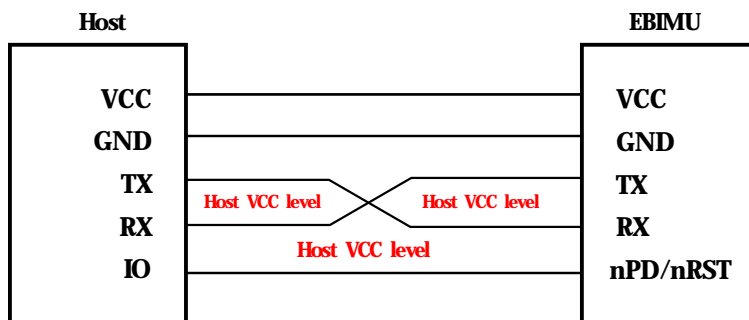 Host EBIMU
VCC VCC
GND GND
TX TX
Host VCC level Host VCC level
RX RX
Host VCC level
IO nPD/nRST